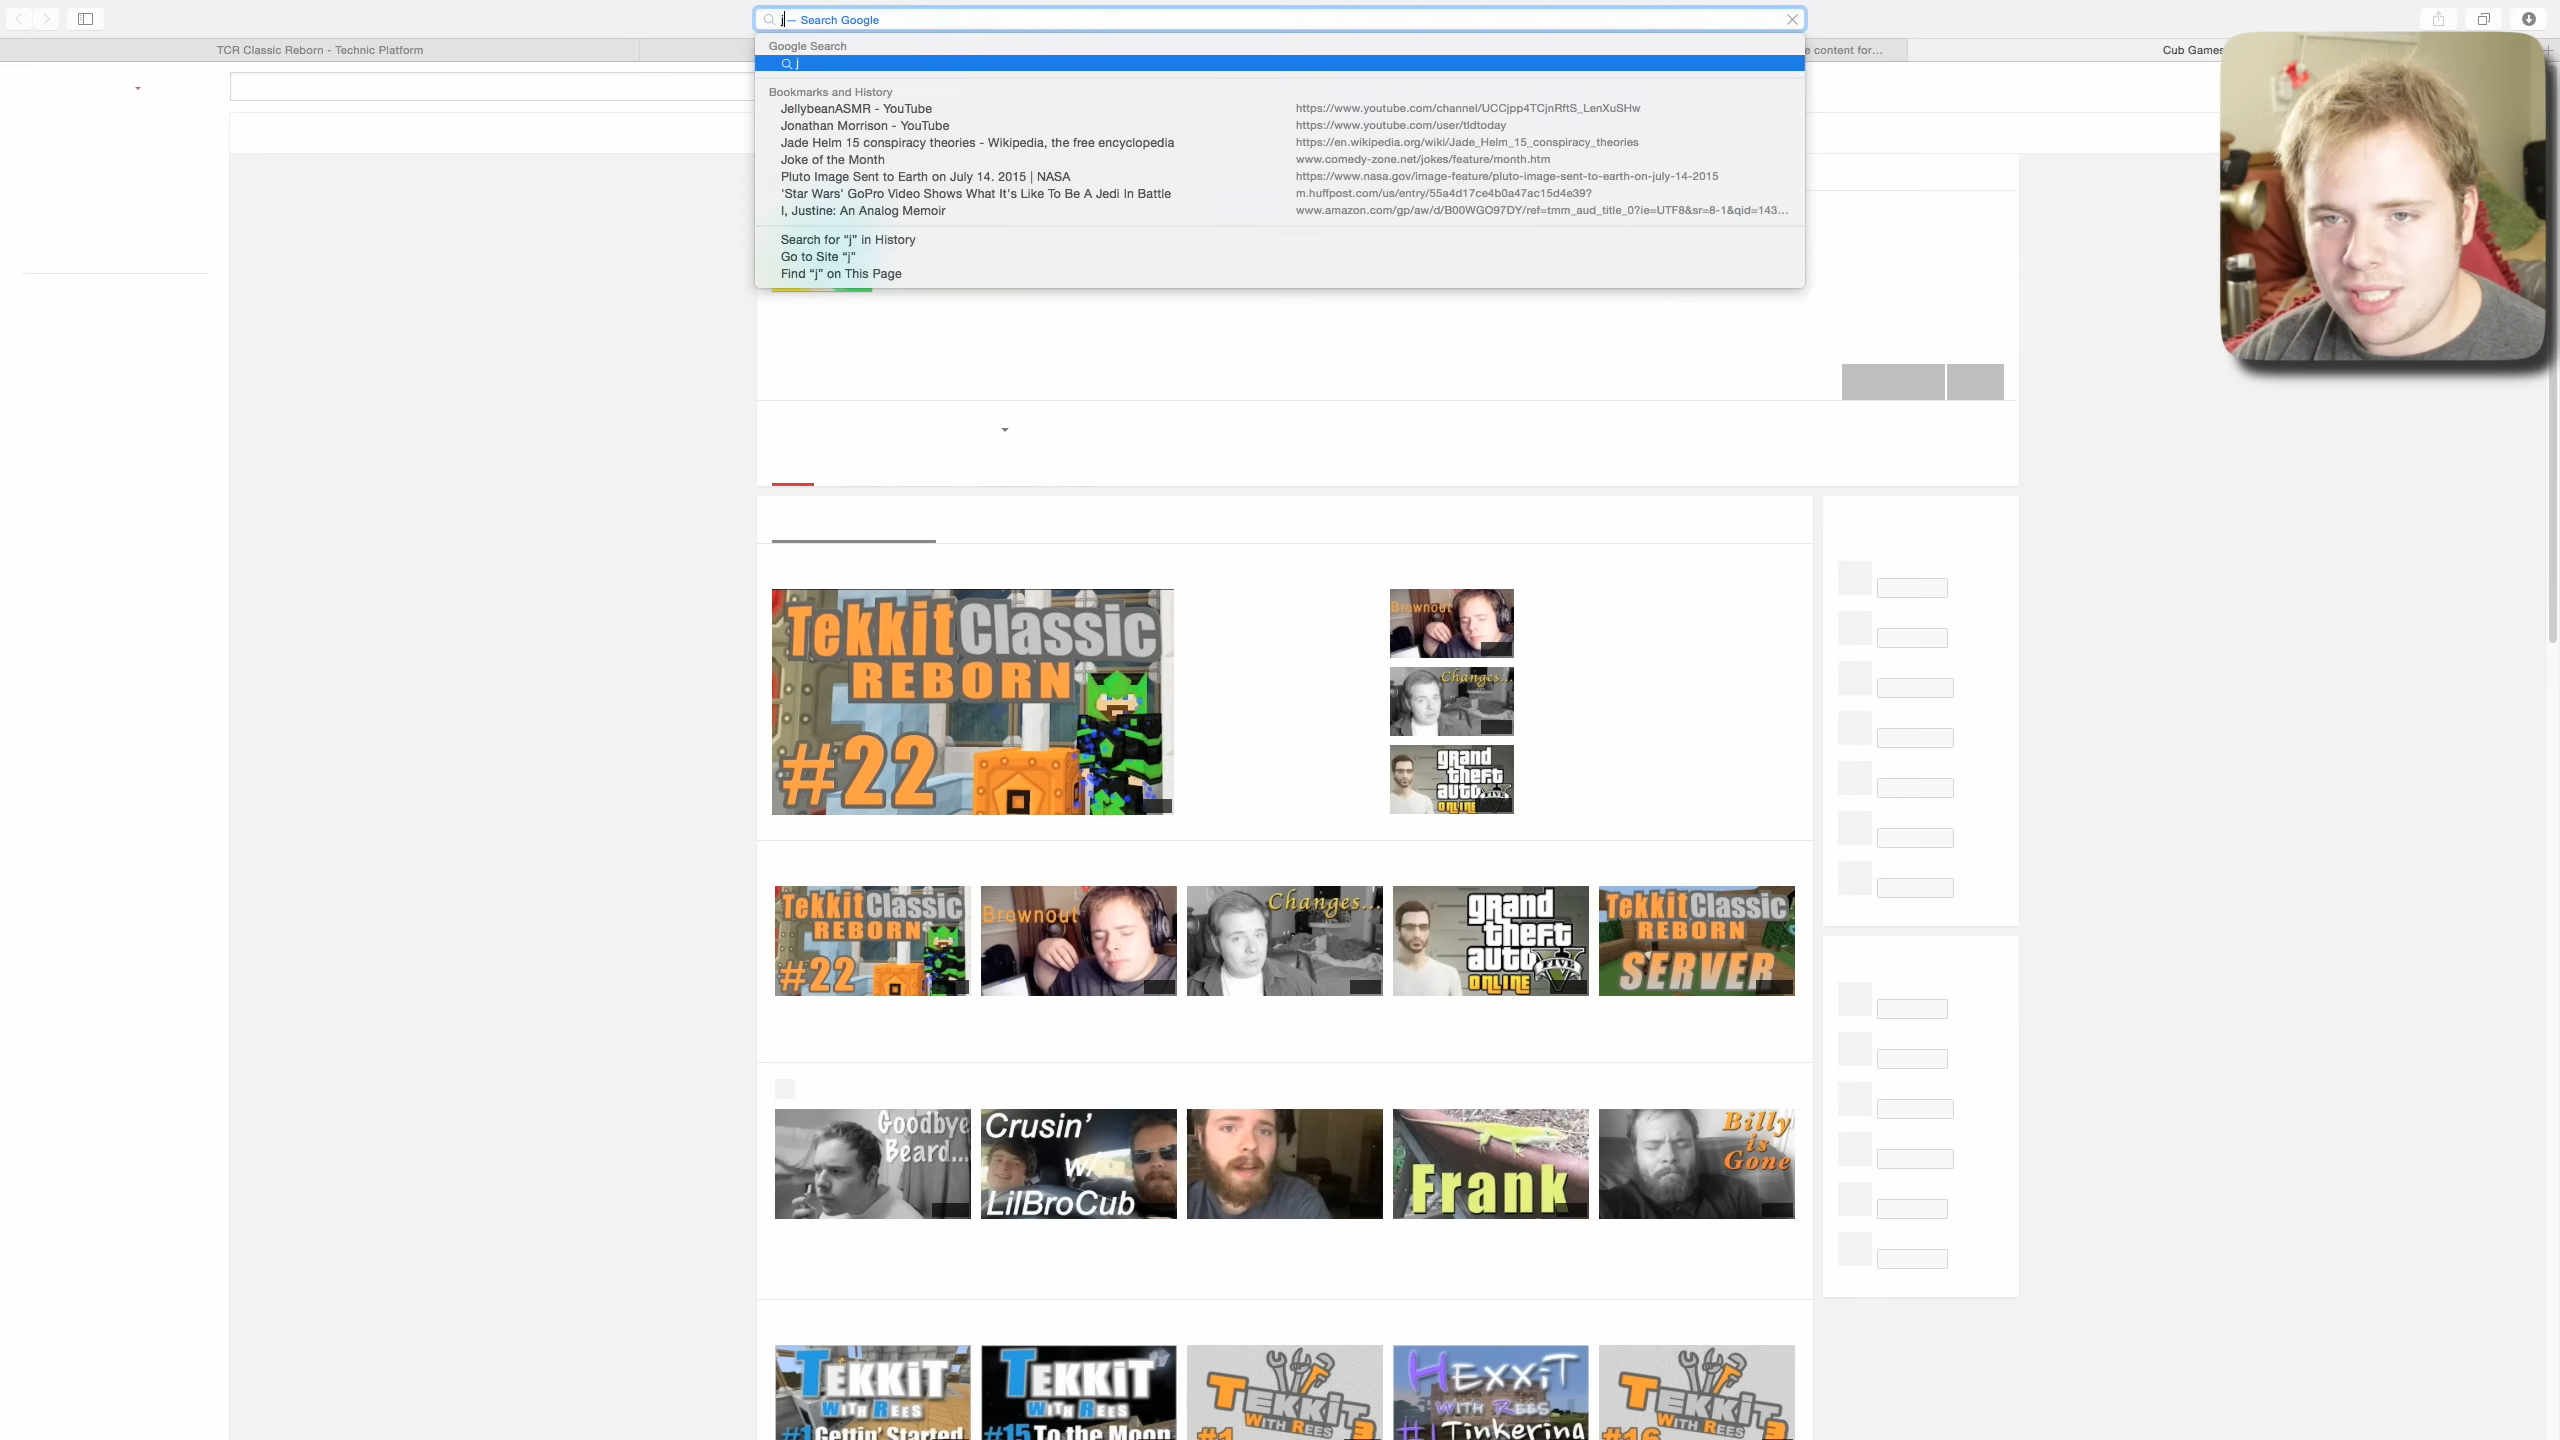 j — Search Google
TCR Classic Reborn - Technic Platform
e content for...
Cub Games
Google Search
j
Bookmarks and History
JellybeanASMR - YouTube https://www.youtube.com/channel/UCCjpp4TCjnRftS_LenXuSHw
Jonathan Morrison - YouTube https://www.youtube.com/user/tldtoday
Jade Helm 15 conspiracy theories - Wikipedia, the free encyclopedia https://en.wikipedia.org/wiki/Jade_Helm_15_conspiracy_theories
Joke of the Month www.comedy-zone.net/jokes/feature/month.htm
Pluto Image Sent to Earth on July 14. 2015 | NASA https://www.nasa.gov/image-feature/pluto-image-sent-to-earth-on-july-14-2015
'Star Wars' GoPro Video Shows What It's Like To Be A Jedi In Battle m.huffpost.com/us/entry/55a4d17ce4b0a47ac15d4e39?
I, Justine: An Analog Memoir www.amazon.com/gp/aw/d/B00WGO97DY/ref=tmm_aud_title_0?ie=UTF8&sr=8-1&qid=143...
Search for “j” in History
Go to Site “j”
Find “j” on This Page
TekkitClassic
REBORN
#22
Brownout
Changes...
grand
theft
auto V
FIVE
ONLINE
TekkitClassic
REBORN
#22
Brownout
Changes...
grand
theft
auto V
FIVE
ONLINE
TekkitClassic
REBORN
SERVER
Goodbye
Beard...
Crusin'
w/
LilBroCub
Frank
Billy
is
Gone
TEKKIT
WITH REES
#1 Gettin' Started
TEKKIT
WITH REES
#15 To the Moon
TEKKIT
WITH REES 3
#1
HEXXIT
WITH REES
#1 Tinkering
TEKKIT
WITH REES 3
#16